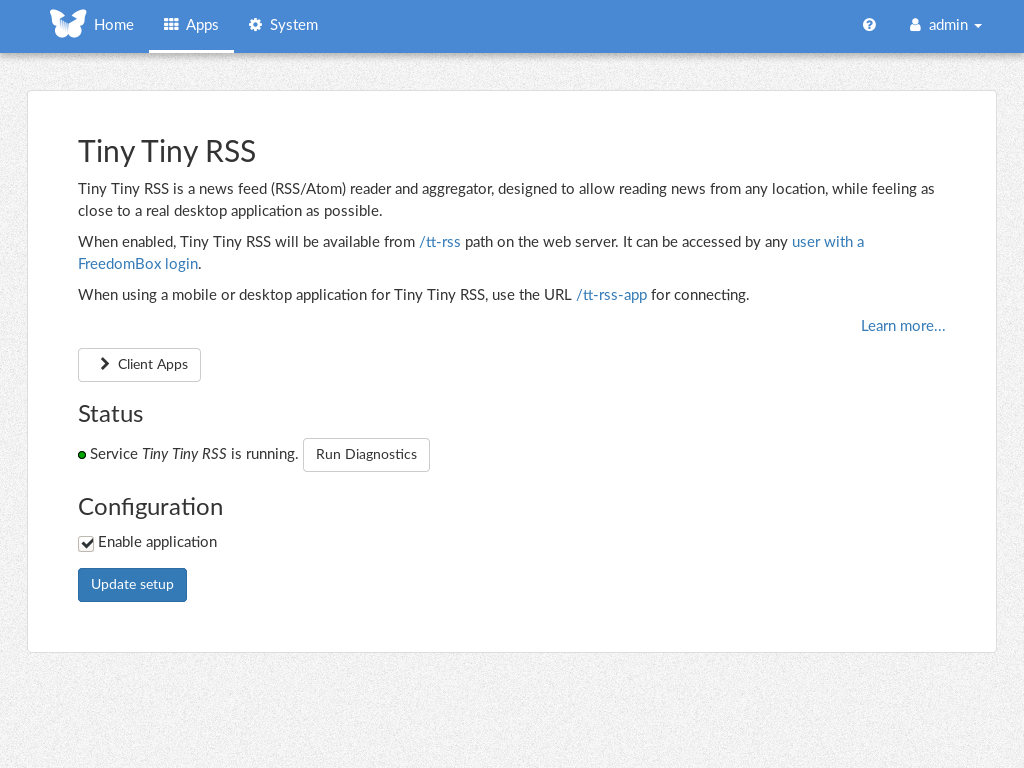 Home Apps System admin
Tiny Tiny RSS
Tiny Tiny RSS is a news feed (RSS/Atom) reader and aggregator, designed to allow reading news from any location, while feeling as
close to a real desktop application as possible.
When enabled, Tiny Tiny RSS will be available from /tt-rss path on the web server. It can be accessed by any user with a
FreedomBox login.
When using a mobile or desktop application for Tiny Tiny RSS, use the URL /tt-rss-app for connecting.
Learn more...
Client Apps
Status
Service Tiny Tiny RSS is running. Run Diagnostics
Configuration
Enable application
Update setup